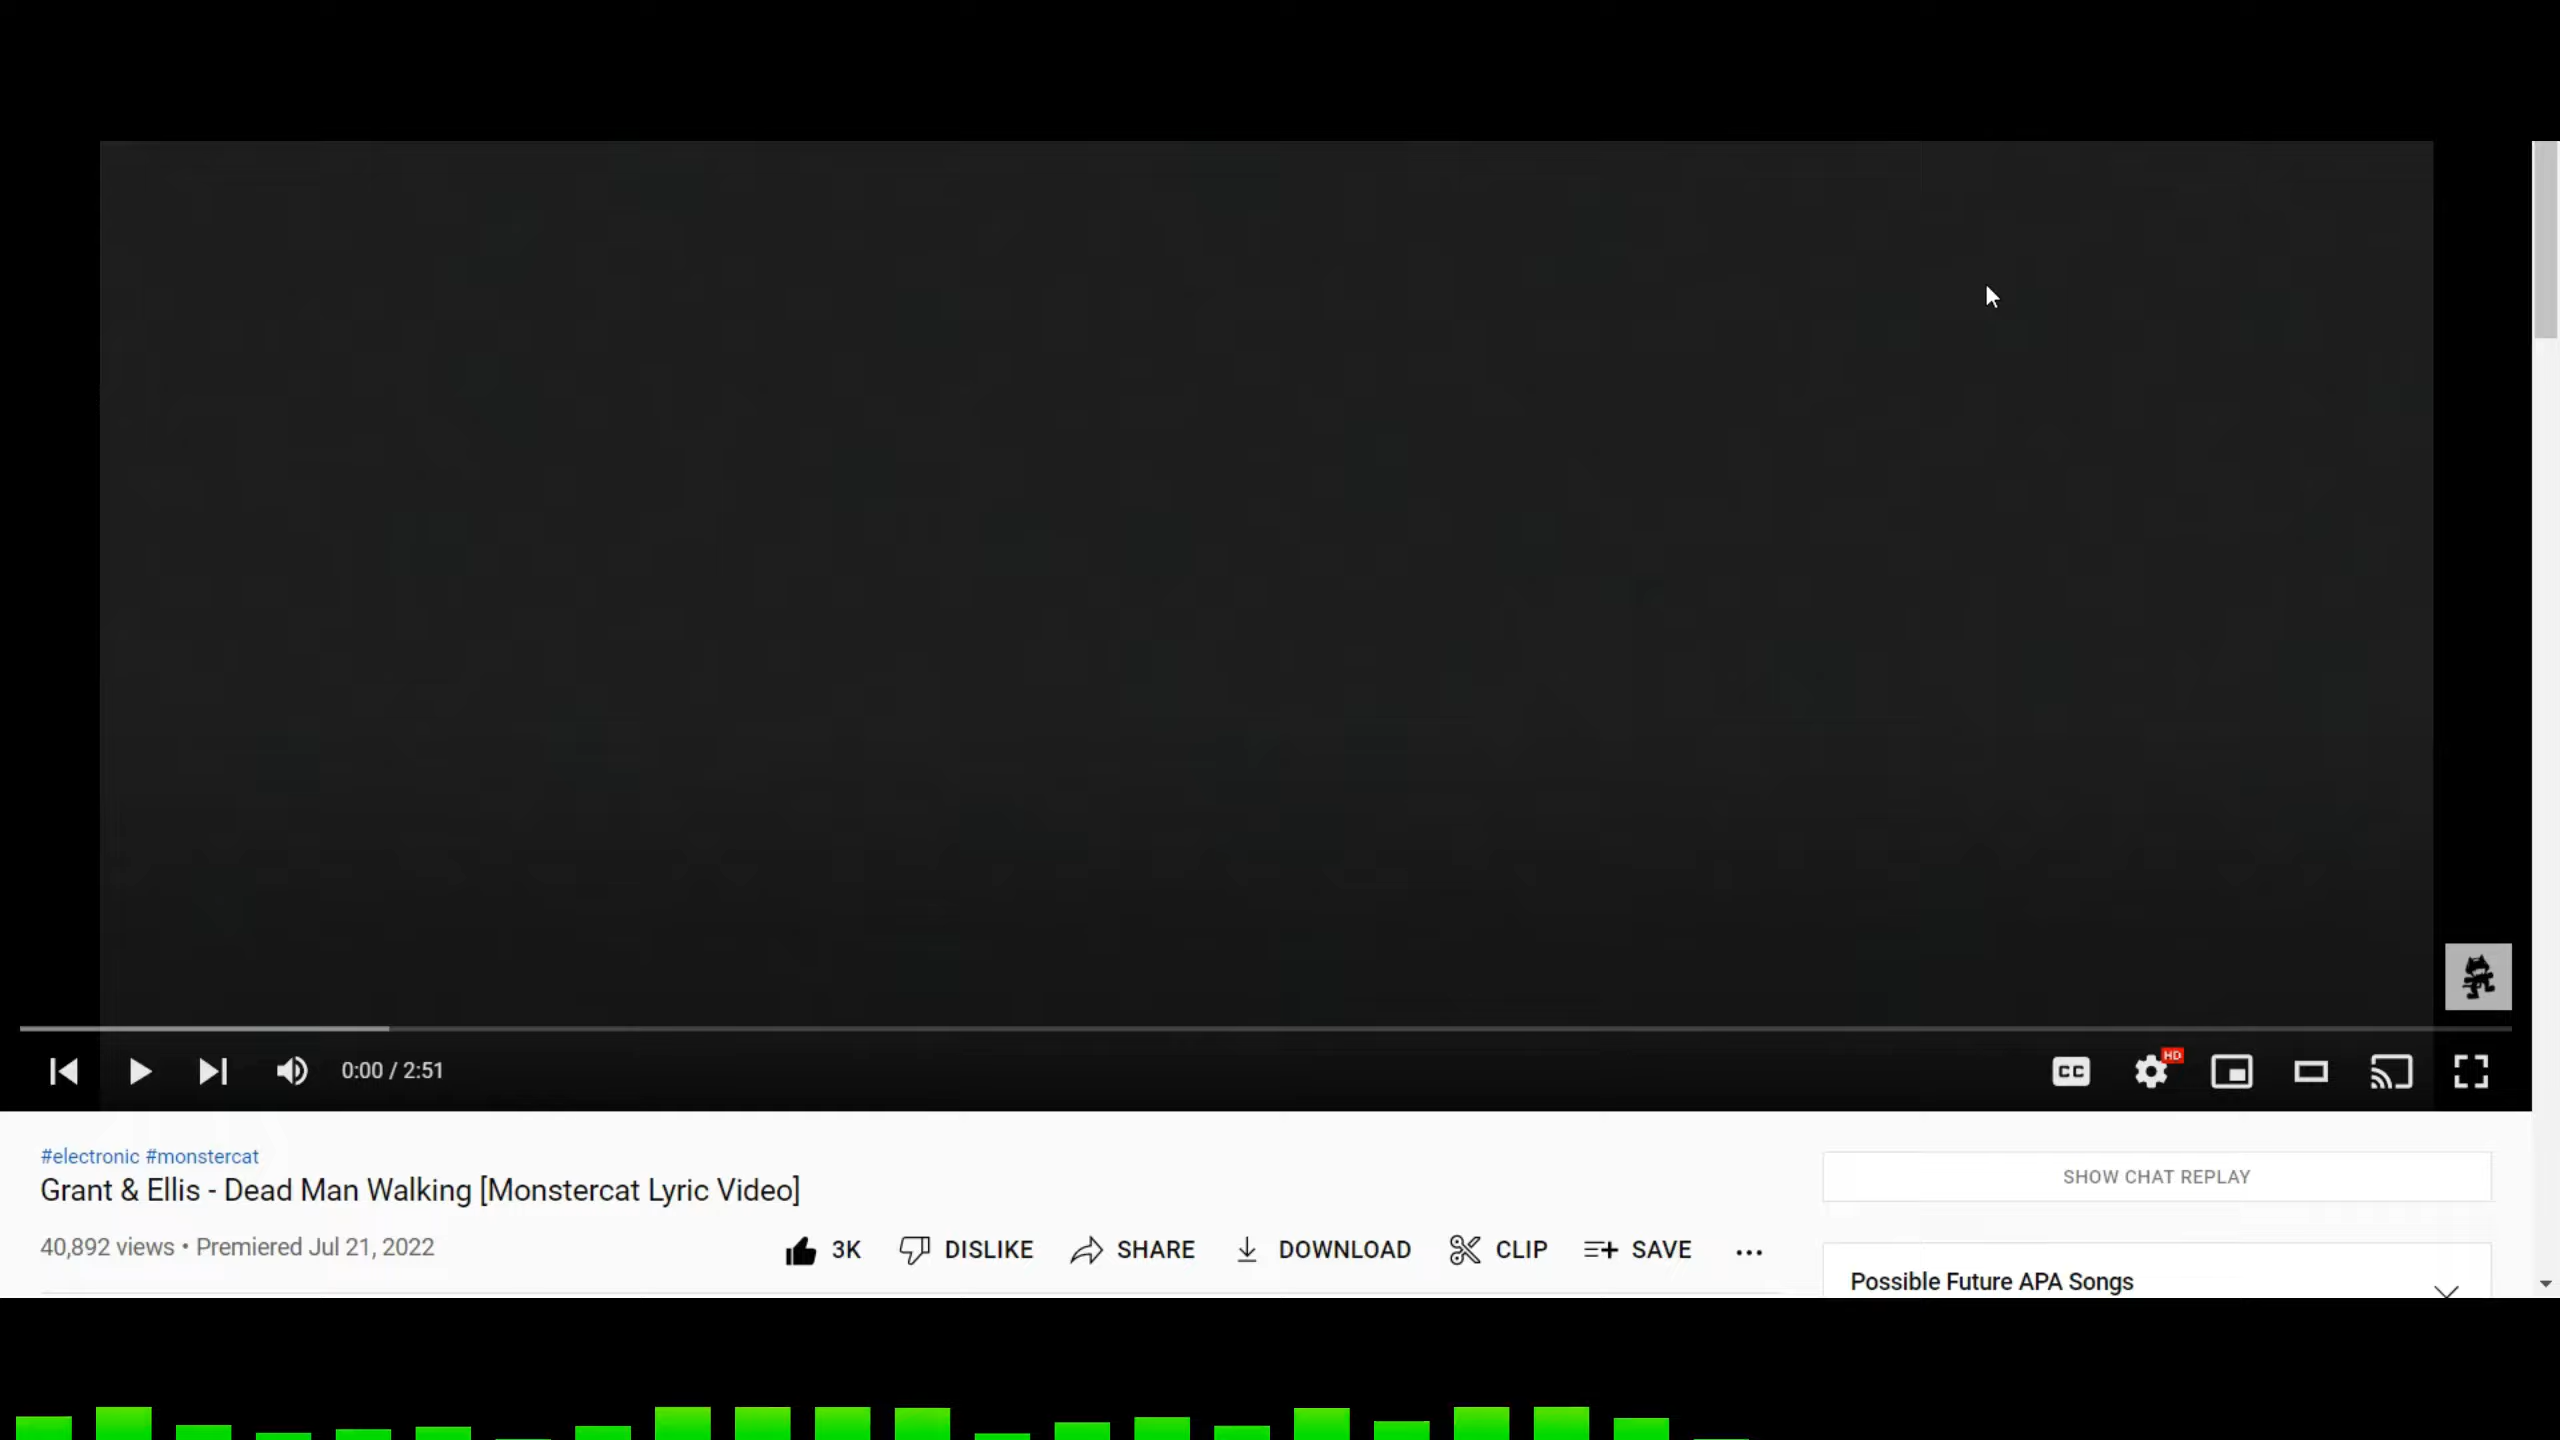 HD
CC
0:00 / 2:51
#electronic #monstercat
Grant & Ellis - Dead Man Walking [Monstercat Lyric Video]
40,892 views • Premiered Jul 21, 2022
3K DISLIKE SHARE DOWNLOAD CLIP SAVE
SHOW CHAT REPLAY
Possible Future APA Songs